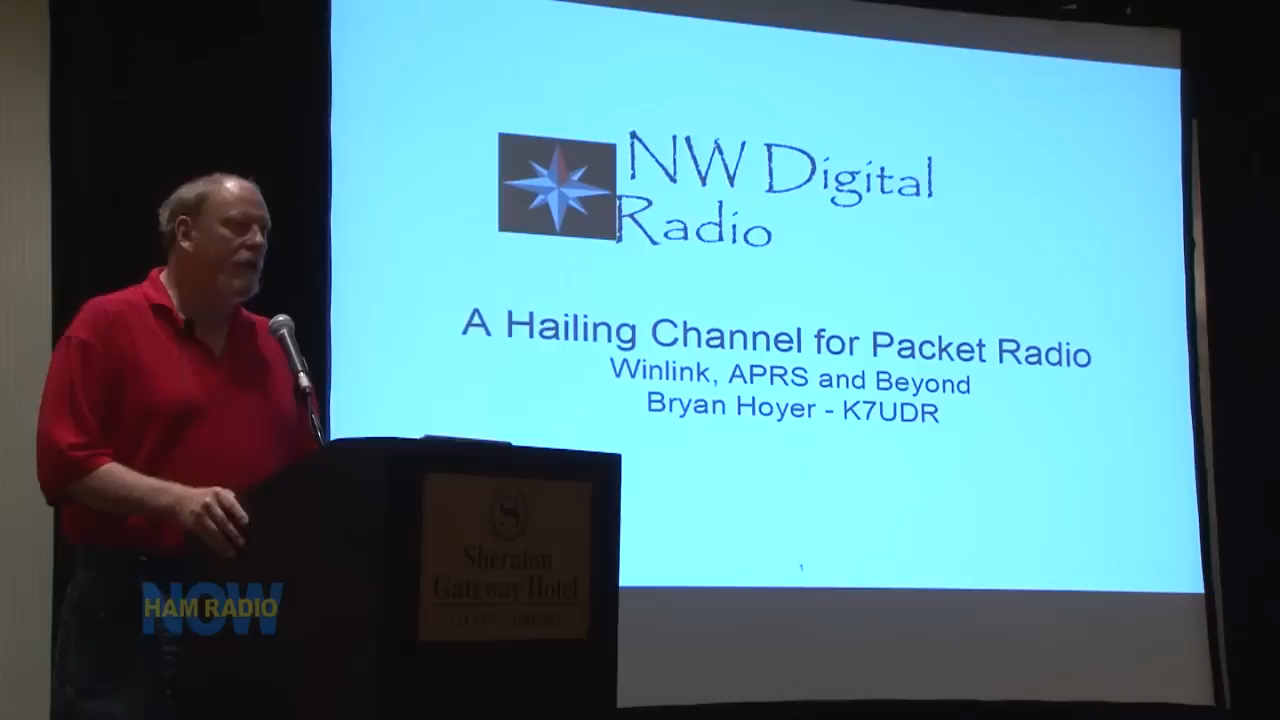 NW Digital
Radio
A Hailing Channel for Packet Radio
Winlink, APRS and Beyond
Bryan Hoyer - K7UDR
1
Sheraton
Gateway Hotel
NOW
HAM RADIO